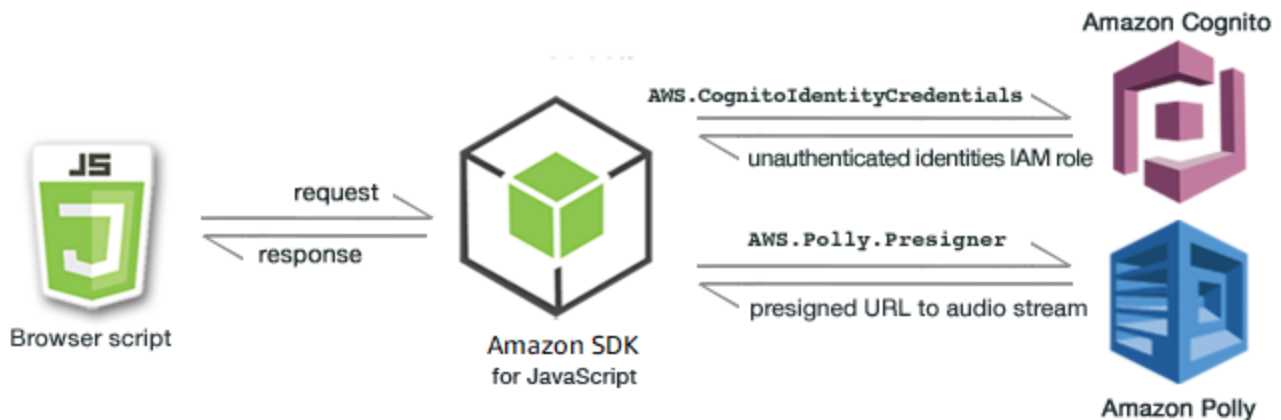 Amazon Cognito
AWS.CognitoIdentityCredentials
unauthenticated identities IAM role
JS
request
response
AWS.Polly.Presigner
presigned URL to audio stream
Browser script
Amazon SDK
for JavaScript
Amazon Polly